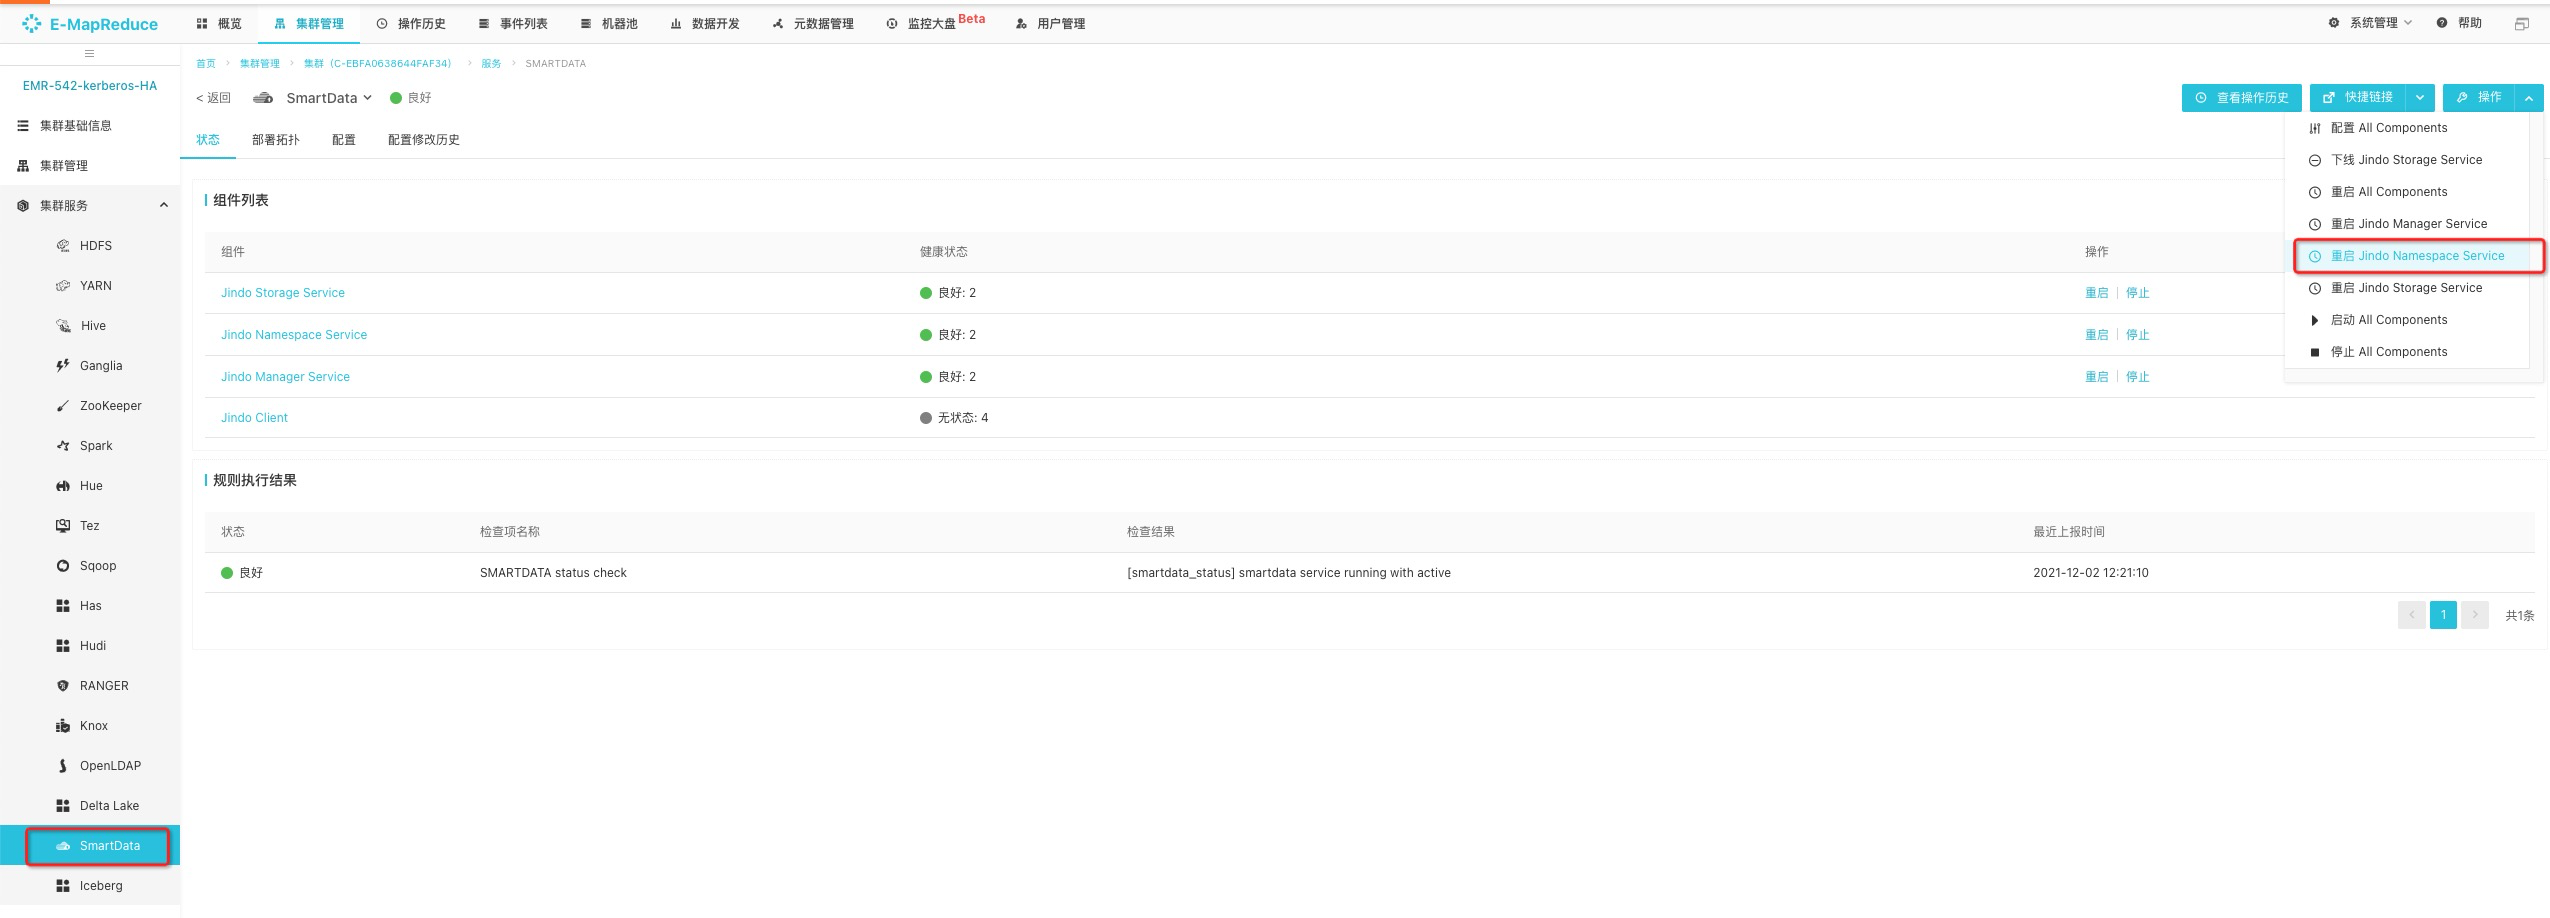 E-MapReduce
概览
集群管理
操作历史
事件列表
机器池
数据开发
元数据管理
监控大盘 Beta
用户管理
系统管理
帮助
EMR-542-kerberos-HA
集群基础信息
集群管理
集群服务
HDFS
YARN
Hive
Ganglia
ZooKeeper
Spark
Hue
Tez
Sqoop
Has
Hudi
RANGER
Knox
OpenLDAP
Delta Lake
SmartData
Iceberg
首页 > 集群管理 > 集群（C-EBFA0638644FAF34） > 服务 > SMARTDATA
< 返回 SmartData 良好
查看操作历史 快捷链接 操作
状态 部署拓扑 配置 配置修改历史
配置 All Components
下线 Jindo Storage Service
重启 All Components
重启 Jindo Manager Service
重启 Jindo Namespace Service
重启 Jindo Storage Service
启动 All Components
停止 All Components
组件列表
组件 健康状态 操作
Jindo Storage Service 良好: 2 重启 | 停止
Jindo Namespace Service 良好: 2 重启 | 停止
Jindo Manager Service 良好: 2 重启 | 停止
Jindo Client 无状态: 4
规则执行结果
状态 检查项名称 检查结果 最近上报时间
良好 SMARTDATA status check [smartdata_status] smartdata service running with active 2021-12-02 12:21:10
< 1 > 共1条